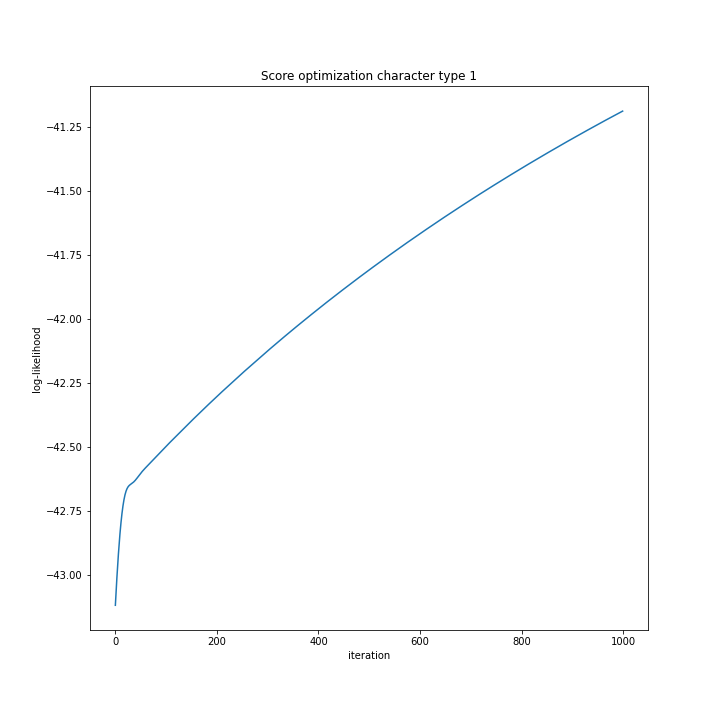 Score optimization character type 1
−41.25
−41.50
−41.75
−42.00
−42.25
−42.50
−42.75
−43.00
log-likelihood
0 200 400 600 800 1000
iteration